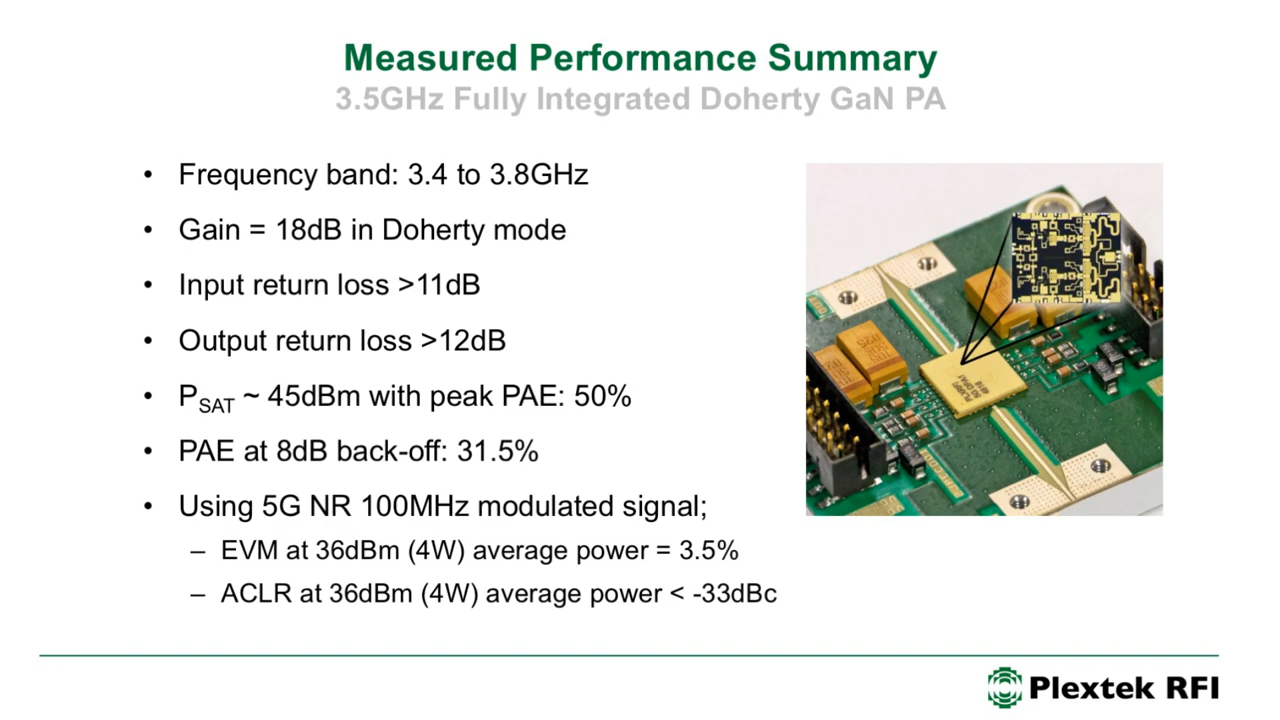 Measured Performance Summary
3.5GHz Fully Integrated Doherty GaN PA
• Frequency band: 3.4 to 3.8GHz
• Gain = 18dB in Doherty mode
• Input return loss >11dB
• Output return loss >12dB
• PSAT ~ 45dBm with peak PAE: 50%
• PAE at 8dB back-off: 31.5%
• Using 5G NR 100MHz modulated signal;
– EVM at 36dBm (4W) average power = 3.5%
– ACLR at 36dBm (4W) average power < -33dBc
Plextek RFI